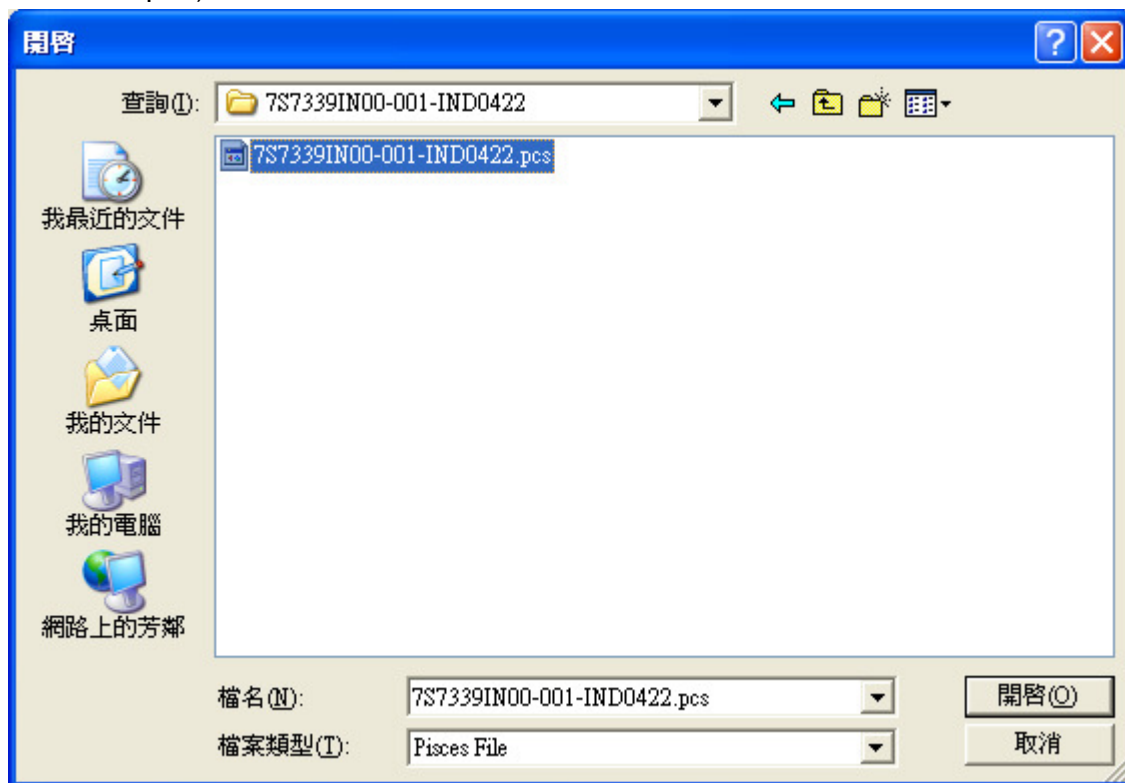 開啓
查詢(I): 7S7339IN00-001-IND0422
7S7339IN00-001-IND0422.pcs
我最近的文件
桌面
我的文件
我的電腦
網路上的芳鄰
檔名(N): 7S7339IN00-001-IND0422.pcs 開啓(O)
檔案類型(T): Pisces File 取消